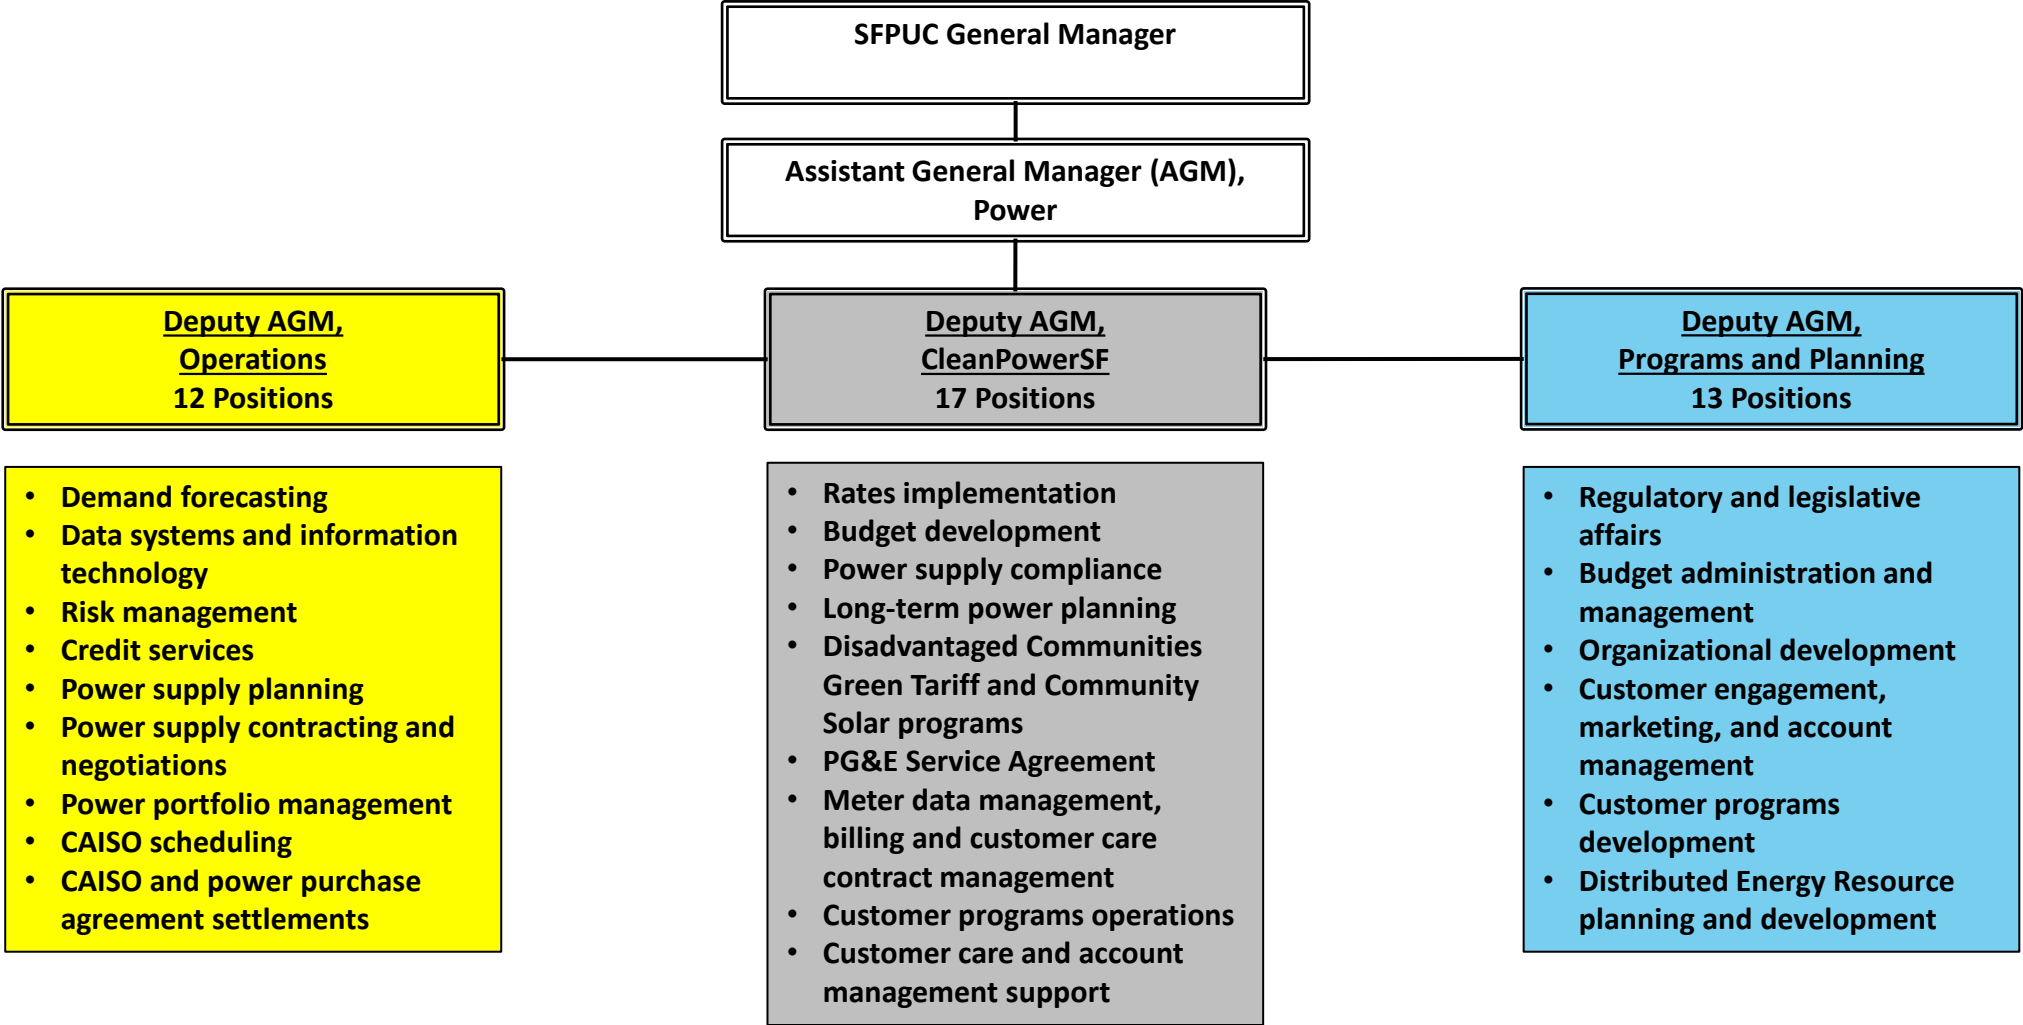 SFPUC General Manager
Assistant General Manager (AGM),
Power
Deputy AGM,
Operations
12 Positions
Deputy AGM,
CleanPowerSF
17 Positions
Deputy AGM,
Programs and Planning
13 Positions
• Demand forecasting
• Data systems and information
technology
• Risk management
• Credit services
• Power supply planning
• Power supply contracting and
negotiations
• Power portfolio management
• CAISO scheduling
• CAISO and power purchase
agreement settlements
• Rates implementation
• Budget development
• Power supply compliance
• Long-term power planning
• Disadvantaged Communities
Green Tariff and Community
Solar programs
• PG&E Service Agreement
• Meter data management,
billing and customer care
contract management
• Customer programs operations
• Customer care and account
management support
• Regulatory and legislative
affairs
• Budget administration and
management
• Organizational development
• Customer engagement,
marketing, and account
management
• Customer programs
development
• Distributed Energy Resource
planning and development